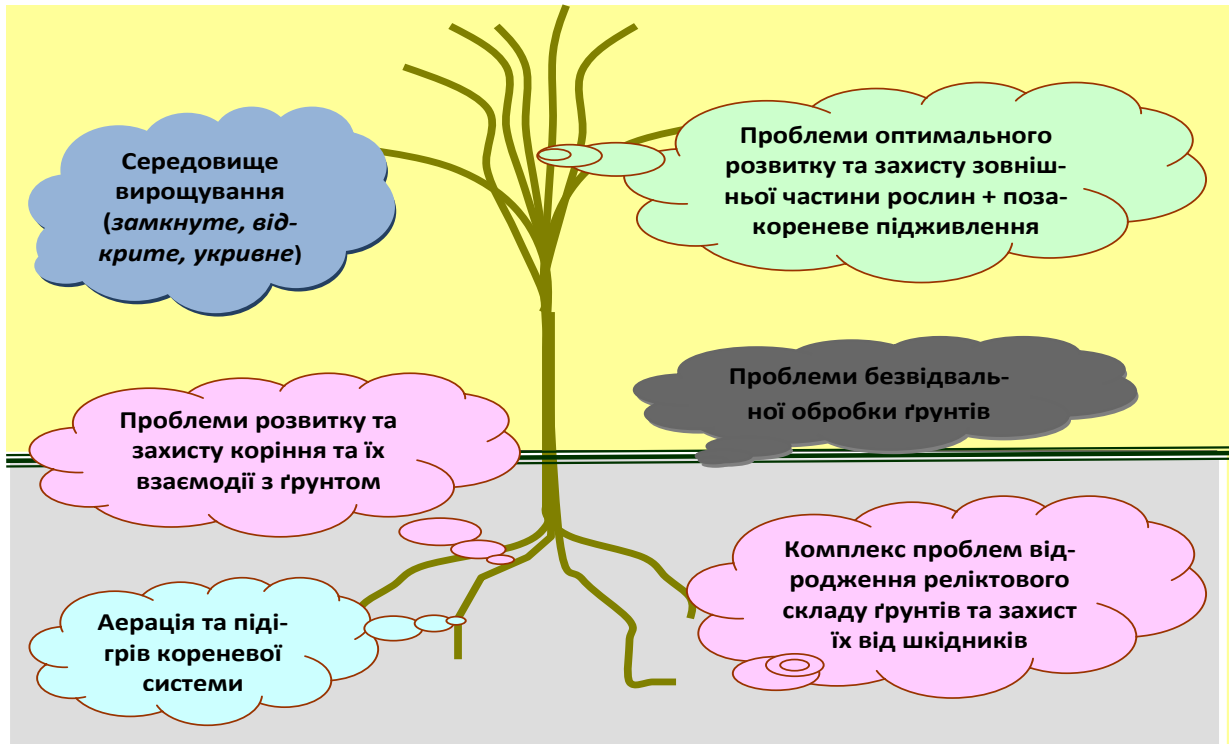 Середовище
вирощування
(замкнуте, від-
крите, укривне)
Проблеми оптимального
розвитку та захисту зовніш-
ньої частини рослин + поза-
кореневе підживлення
Проблеми безвідваль-
ної обробки ґрунтів
Проблеми розвитку та
захисту коріння та їх
взаємодії з ґрунтом
Комплекс проблем від-
родження реліктового
складу ґрунтів та захист
їх від шкідників
Аерація та піді-
грів кореневої
системи